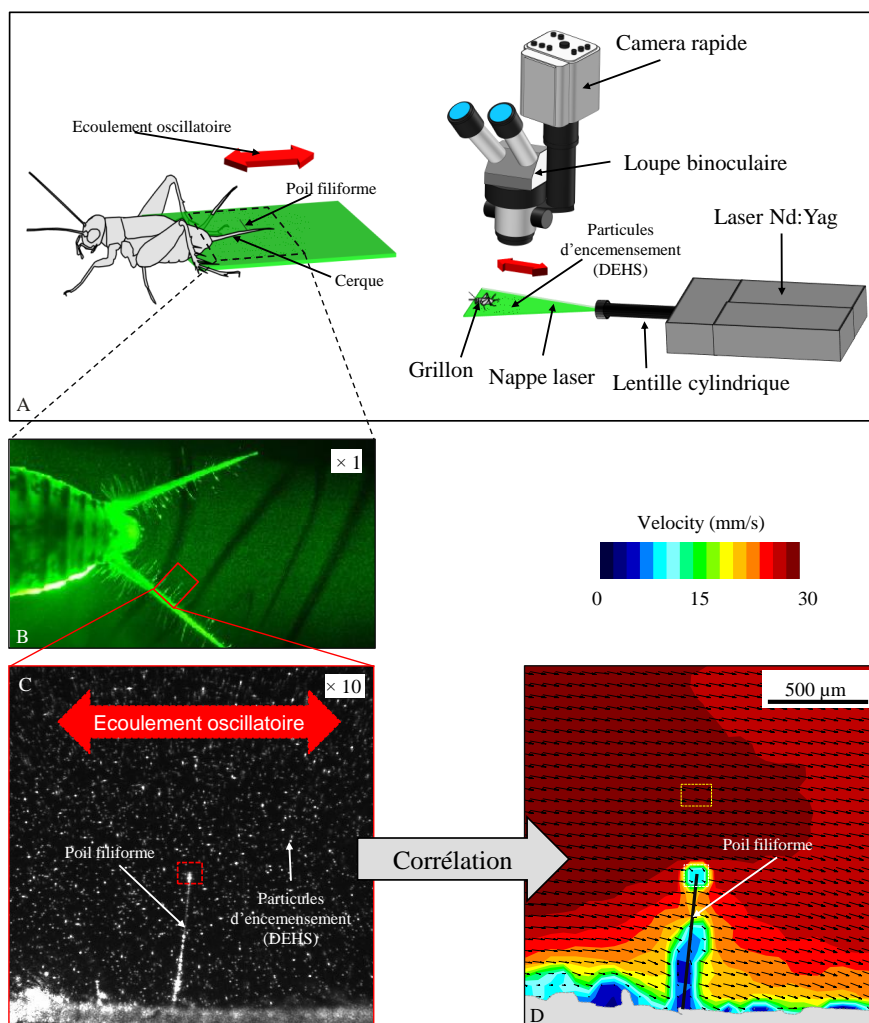 Camera rapide
Ecoulement oscillatoire
Poil filiforme
Loupe binoculaire
Laser Nd:Yag
Particules
d'encemensement
(DEHS)
Cerque
Grillon
Nappe laser
Lentille cylindrique
A
× 1
B
Velocity (mm/s)
0
15
30
C
× 10
Ecoulement oscillatoire
Poil filiforme
Particules
d'encemensement
(DEHS)
Corrélation
500 µm
Poil filiforme
D